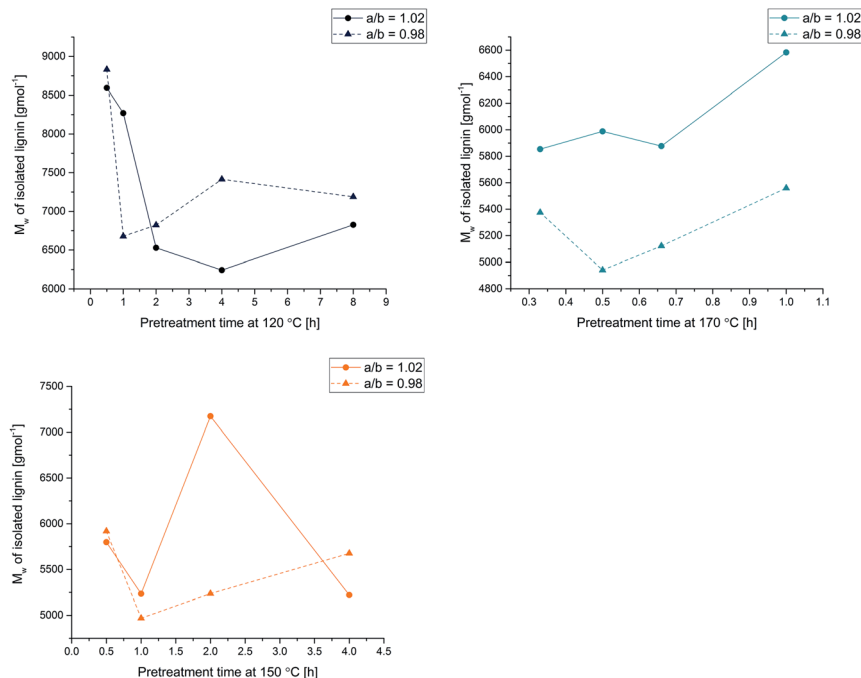 a/b = 1.02
a/b = 0.98
9000
8500
8000
7500
7000
6500
6000
Mw of isolated lignin [gmol⁻¹]
0 1 2 3 4 5 6 7 8 9
Pretreatment time at 120 °C [h]
a/b = 1.02
a/b = 0.98
6600
6400
6200
6000
5800
5600
5400
5200
5000
4800
Mw of isolated lignin [gmol⁻¹]
0.3 0.4 0.5 0.6 0.7 0.8 0.9 1.0 1.1
Pretreatment time at 170 °C [h]
a/b = 1.02
a/b = 0.98
7500
7000
6500
6000
5500
5000
Mw of isolated lignin [gmol⁻¹]
0.0 0.5 1.0 1.5 2.0 2.5 3.0 3.5 4.0 4.5
Pretreatment time at 150 °C [h]